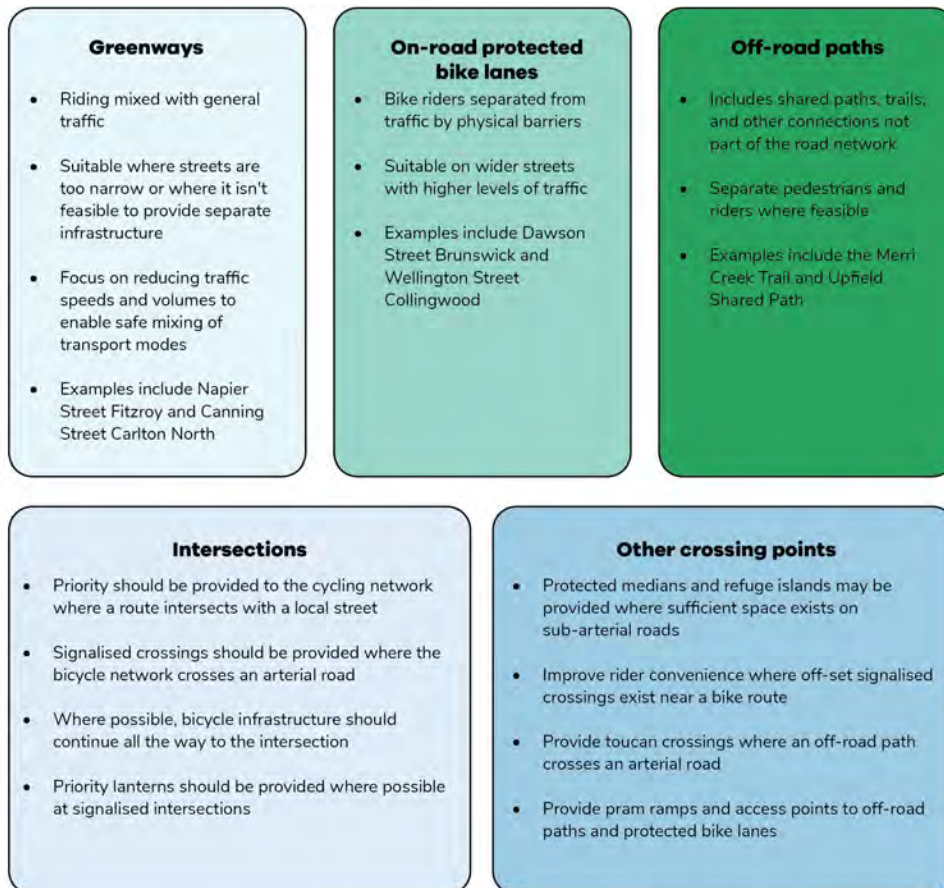 Greenways
• Riding mixed with general
traffic
• Suitable where streets are
too narrow or where it isn't
feasible to provide separate
infrastructure
• Focus on reducing traffic
speeds and volumes to
enable safe mixing of
transport modes
• Examples include Napier
Street Fitzroy and Canning
Street Carlton North
On-road protected
bike lanes
• Bike riders separated from
traffic by physical barriers
• Suitable on wider streets
with higher levels of traffic
• Examples include Dawson
Street Brunswick and
Wellington Street
Collingwood
Off-road paths
• Includes shared paths, trails,
and other connections not
part of the road network
• Separate pedestrians and
riders where feasible
• Examples include the Merri
Creek Trail and Upfield
Shared Path
Intersections
• Priority should be provided to the cycling network
where a route intersects with a local street
• Signalised crossings should be provided where the
bicycle network crosses an arterial road
• Where possible, bicycle infrastructure should
continue all the way to the intersection
• Priority lanterns should be provided where possible
at signalised intersections
Other crossing points
• Protected medians and refuge islands may be
provided where sufficient space exists on
sub-arterial roads
• Improve rider convenience where off-set signalised
crossings exist near a bike route
• Provide toucan crossings where an off-road path
crosses an arterial road
• Provide pram ramps and access points to off-road
paths and protected bike lanes